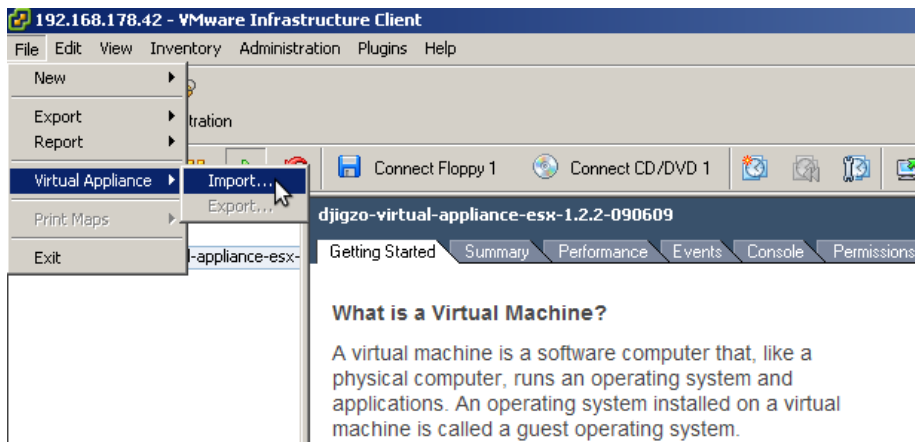 192.168.178.42 - VMware Infrastructure Client
File Edit View Inventory Administration Plugins Help
New
Export
Report
Virtual Appliance
Print Maps
Exit
Import...
Export...
tration
Connect Floppy 1 Connect CD/DVD 1
l-appliance-esx-
djigzo-virtual-appliance-esx-1.2.2-090609
Getting Started Summary Performance Events Console Permissions
What is a Virtual Machine?
A virtual machine is a software computer that, like a
physical computer, runs an operating system and
applications. An operating system installed on a virtual
machine is called a guest operating system.